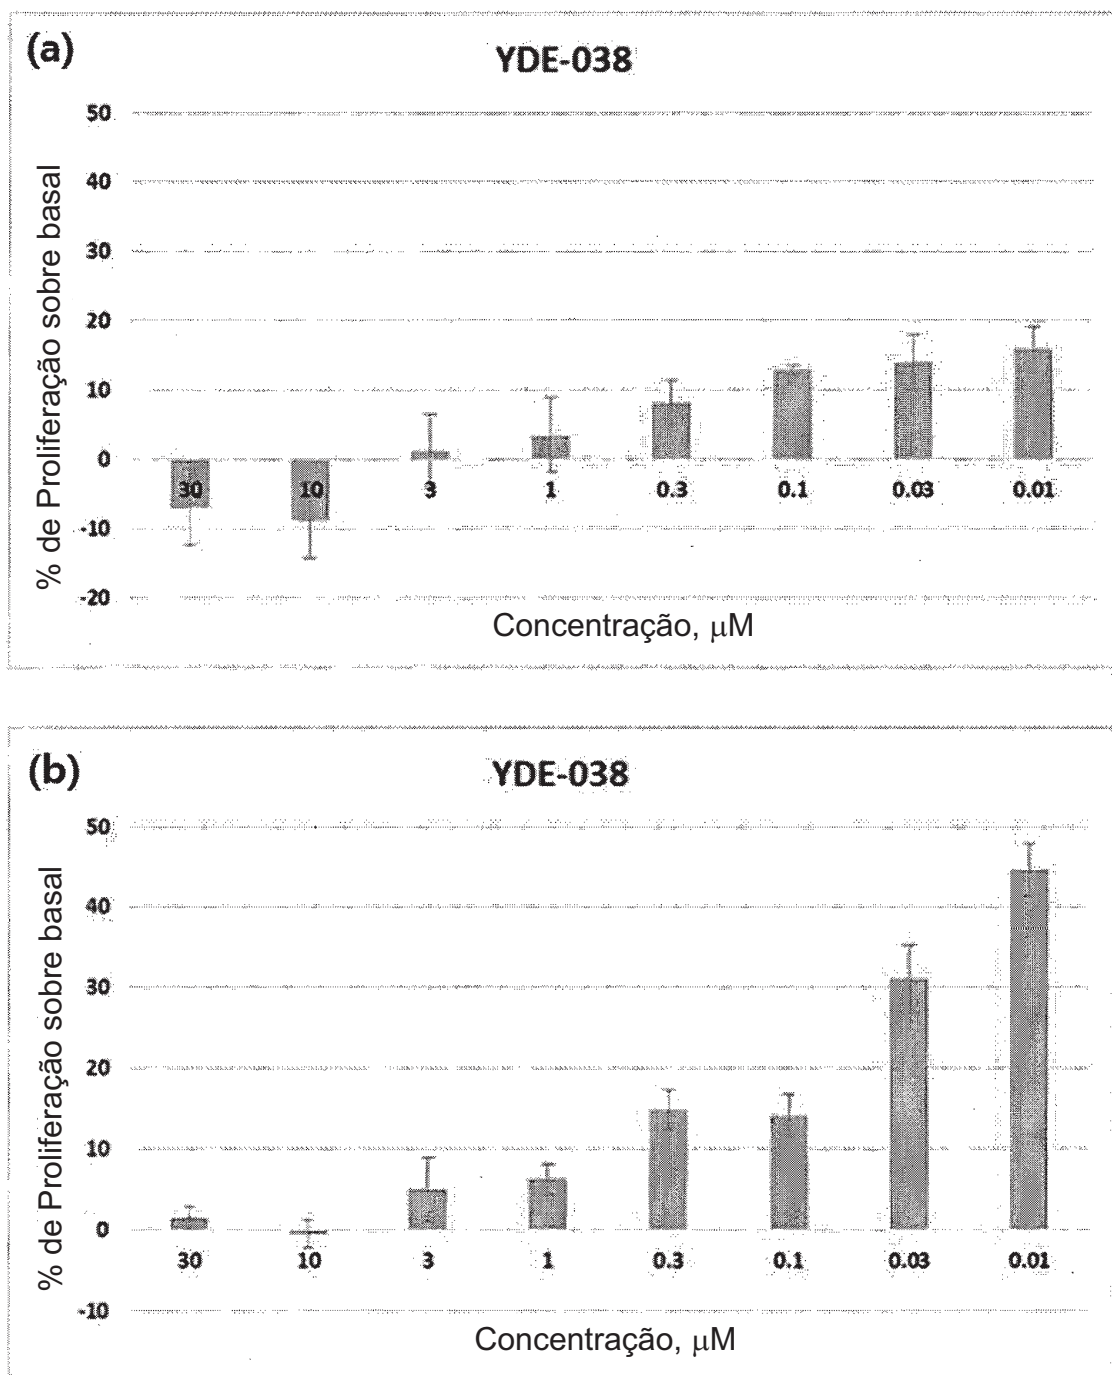 (a)
YDE-038
% de Proliferação sobre basal
50
40
30
20
10
0
-10
-20
30 10 3 1 0.3 0.1 0.03 0.01
Concentração, μM
(b)
YDE-038
% de Proliferação sobre basal
50
40
30
20
10
0
-10
30 10 3 1 0.3 0.1 0.03 0.01
Concentração, μM